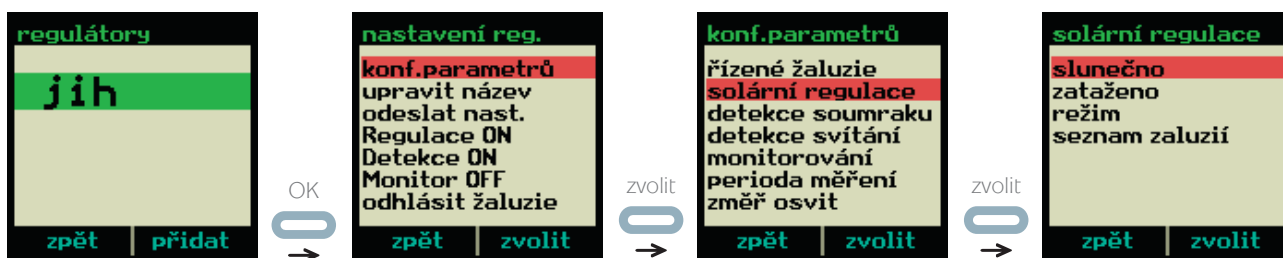 regulátory
jih
zpět přidat
OK
nastavení reg.
konf.parametrů
upravit název
odeslat nast.
Regulace ON
Detekce ON
Monitor OFF
odhlásit žaluzie
zpět zvolit
zvolit
konf.parametrů
řízené žaluzie
solární regulace
detekce soumraku
detekce svítání
monitorování
perioda měření
změř osvit
zpět zvolit
zvolit
solární regulace
slunečno
zataženo
režim
seznam zaluzií
zpět zvolit